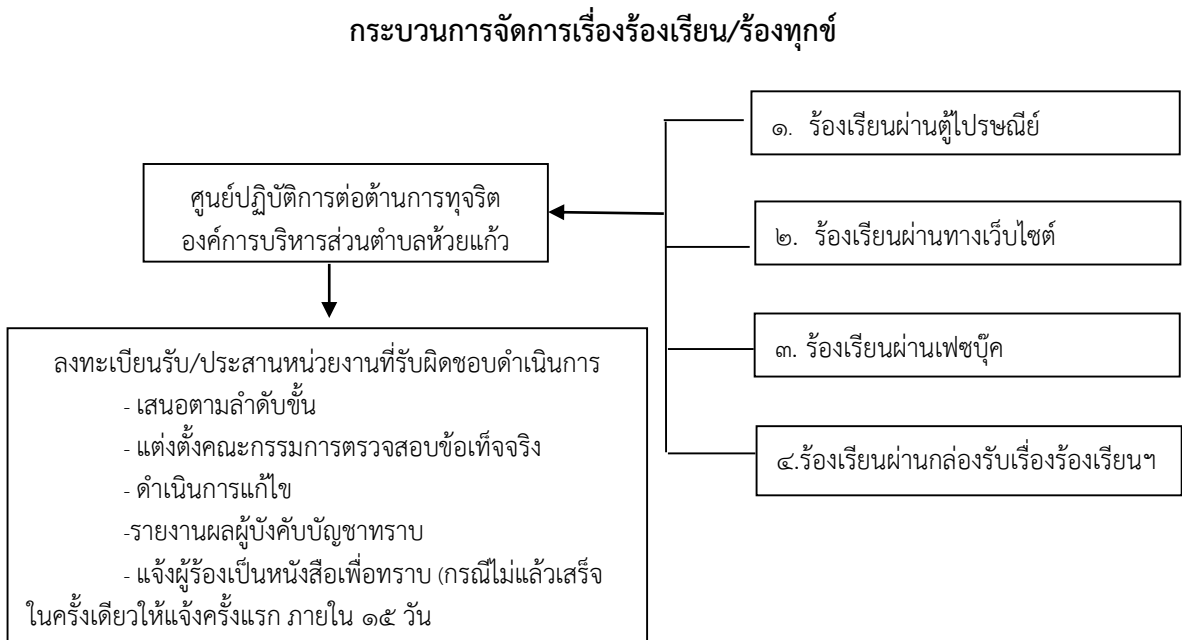 กระบวนการจัดการเรื่องร้องเรียน/ร้องทุกข์
๑. ร้องเรียนผ่านตู้ไปรษณีย์
ศูนย์ปฏิบัติการต่อต้านการทุจริต
องค์การบริหารส่วนตำบลห้วยแก้ว
๒. ร้องเรียนผ่านทางเว็บไซต์
๓. ร้องเรียนผ่านเฟซบุ๊ค
๔.ร้องเรียนผ่านกล่องรับเรื่องร้องเรียนฯ
ลงทะเบียนรับ/ประสานหน่วยงานที่รับผิดชอบดำเนินการ
- เสนอตามลำดับขั้น
- แต่งตั้งคณะกรรมการตรวจสอบข้อเท็จจริง
- ดำเนินการแก้ไข
-รายงานผลผู้บังคับบัญชาทราบ
- แจ้งผู้ร้องเป็นหนังสือเพื่อทราบ (กรณีไม่แล้วเสร็จ
ในครั้งเดียวให้แจ้งครั้งแรก ภายใน ๑๕ วัน